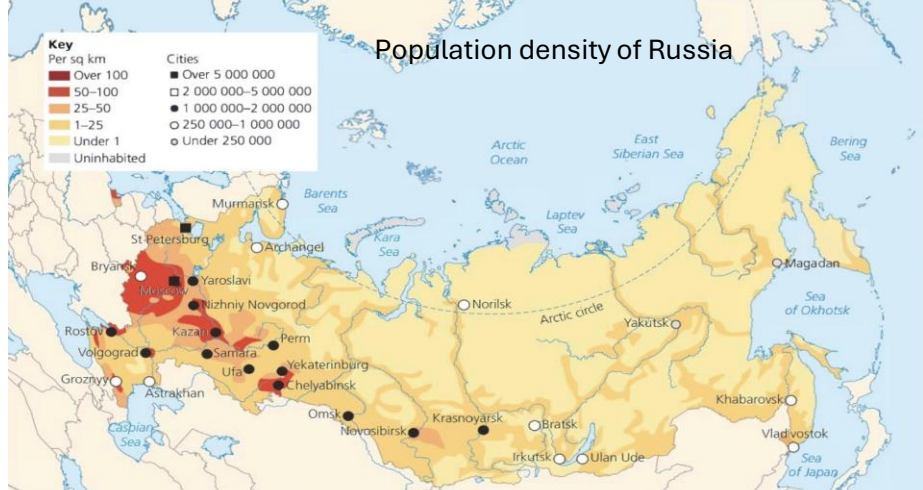 Population density of Russia
Key
Per sq km
Over 100
50–100
25–50
1–25
Under 1
Uninhabited
Cities
Over 5 000 000
2 000 000–5 000 000
1 000 000–2 000 000
250 000–1 000 000
Under 250 000
Arctic
Ocean
East
Siberian Sea
Bering
Sea
Barents
Sea
Kara
Sea
Laptev
Sea
Murmansk
St Petersburg
Archangel
Bryansk
Moscow
Yaroslavi
Nizhniy Novgorod
Norilsk
Arctic circle
Yakutsk
Magadan
Sea
of Okhotsk
Rostov
Kazan
Perm
Volgograd
Samara
Ufa
Yekaterinburg
Chelyabinsk
Groznyy
Astrakhan
Caspian
Sea
Omsk
Novosibirsk
Krasnoyarsk
Bratsk
Irkutsk
Ulan Ude
Khabarovsk
Vladivostok
Sea
of Japan